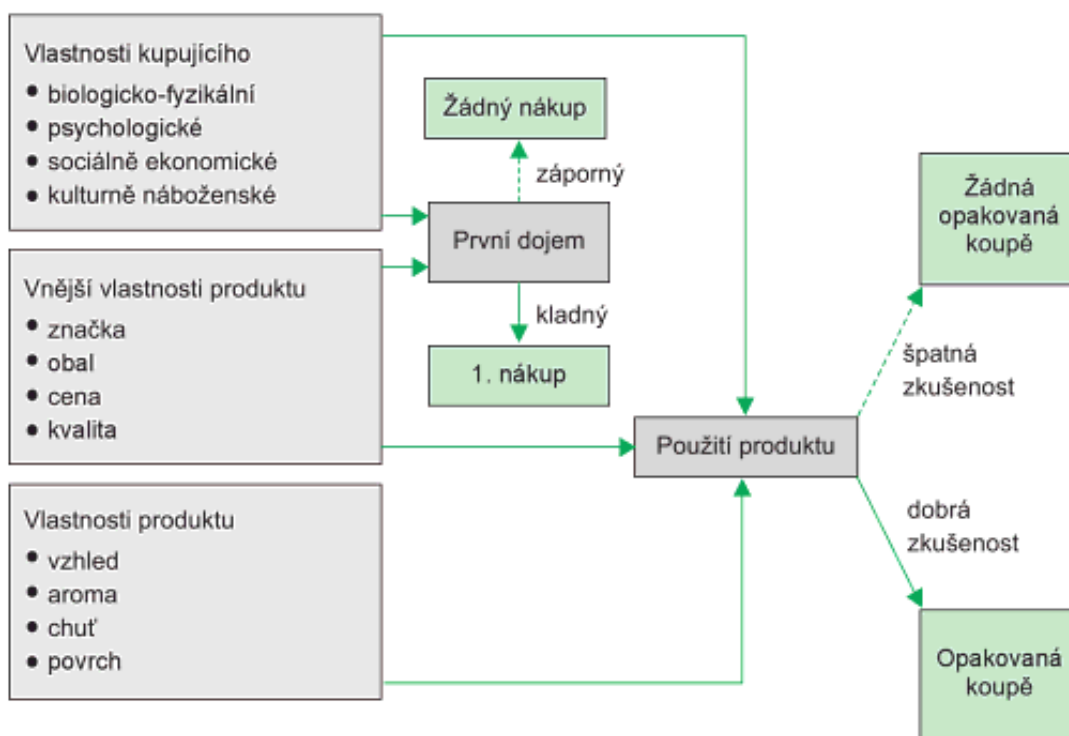 Vlastnosti kupujícího
• biologicko-fyzikální
• psychologické
• sociálně ekonomické
• kulturně náboženské
Vnější vlastnosti produktu
• značka
• obal
• cena
• kvalita
Vlastnosti produktu
• vzhled
• aroma
• chuť
• povrch
Žádný nákup
záporný
První dojem
kladný
1. nákup
Použití produktu
Žádná
opakovaná
koupě
špatná
zkušenost
dobrá
zkušenost
Opakovaná
koupě